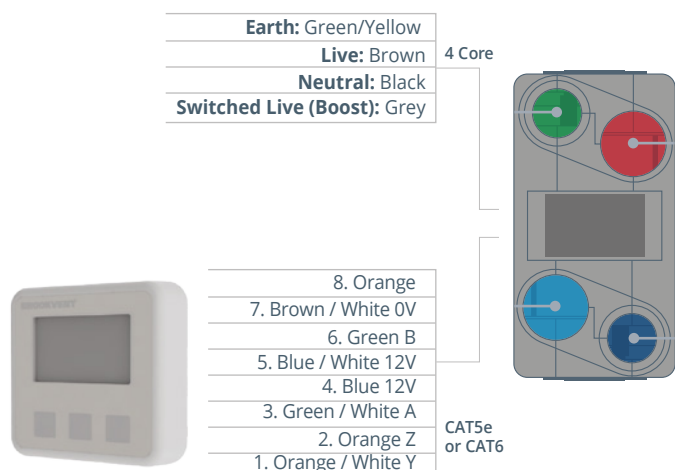 Earth: Green/Yellow
Live: Brown
4 Core
Neutral: Black
Switched Live (Boost): Grey
8. Orange
7. Brown / White 0V
6. Green B
5. Blue / White 12V
4. Blue 12V
3. Green / White A
CAT5e
or CAT6
2. Orange Z
1. Orange / White Y